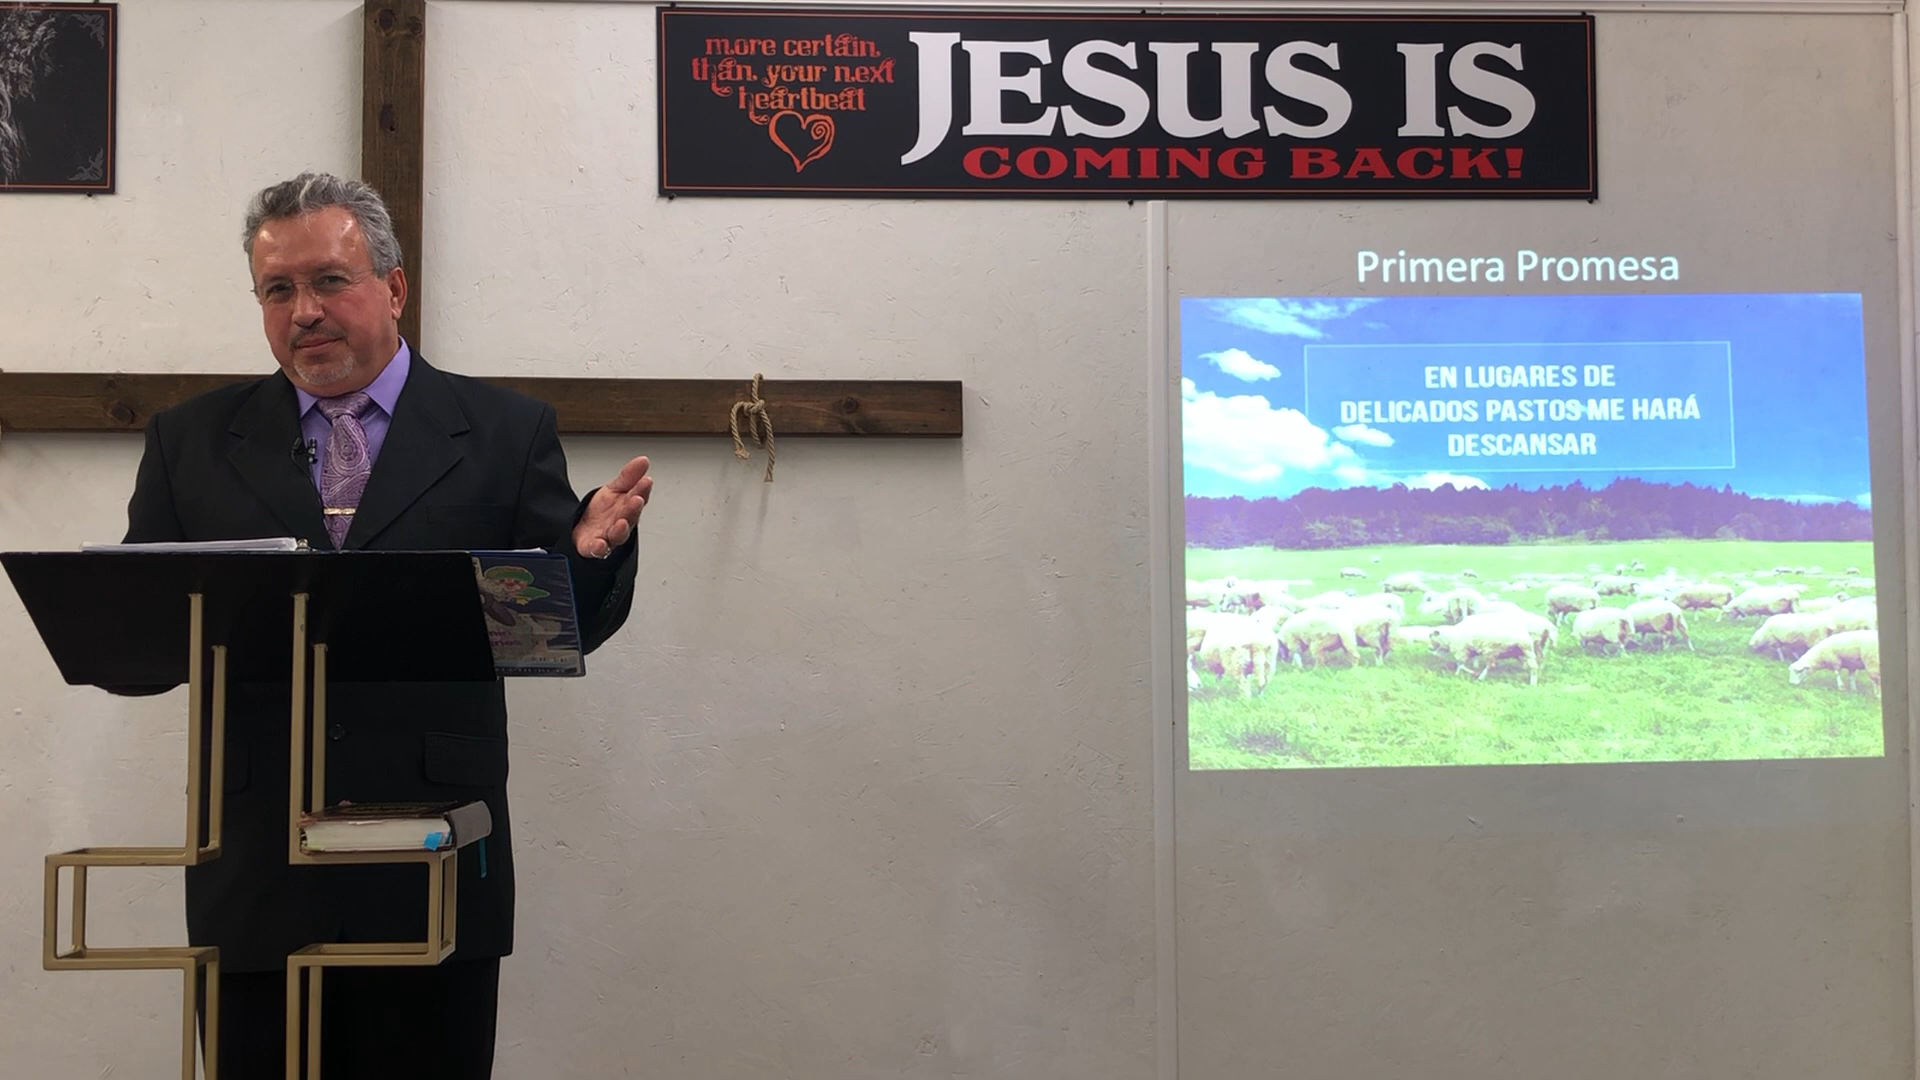 more certain
than your next
heartbeat
JESUS IS
COMING BACK!
Primera Promesa
EN LUGARES DE
DELICADOS PASTOS ME HARÁ
DESCANSAR